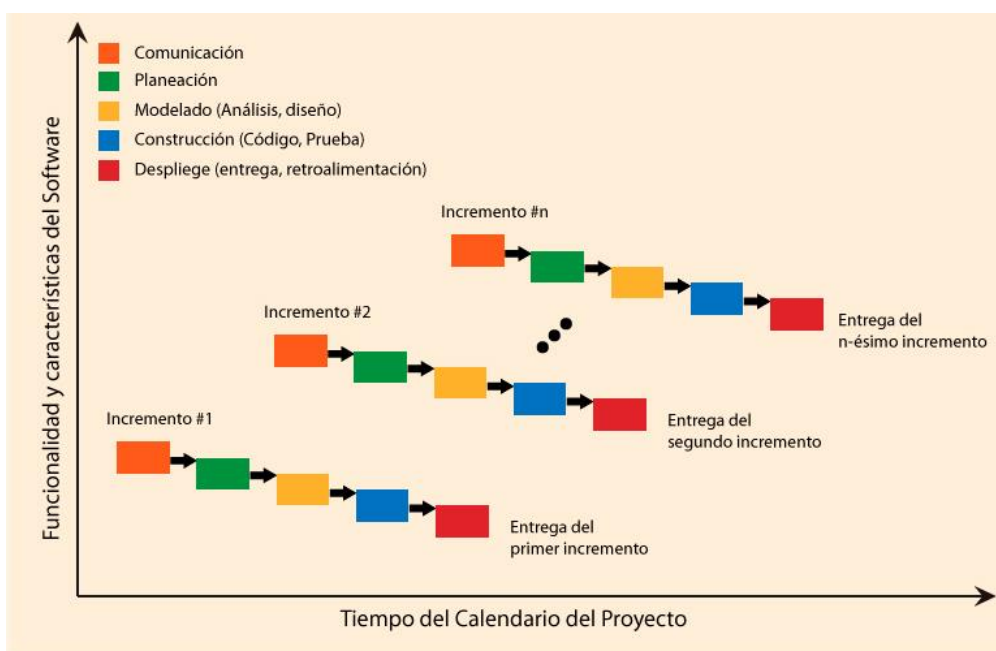 Comunicación
Planeación
Modelado (Análisis, diseño)
Construcción (Código, Prueba)
Despliege (entrega, retroalimentación)
Funcionalidad y características del Software
Incremento #n
Entrega del
n-ésimo incremento
Incremento #2
Entrega del
segundo incremento
Incremento #1
Entrega del
primer incremento
Tiempo del Calendario del Proyecto